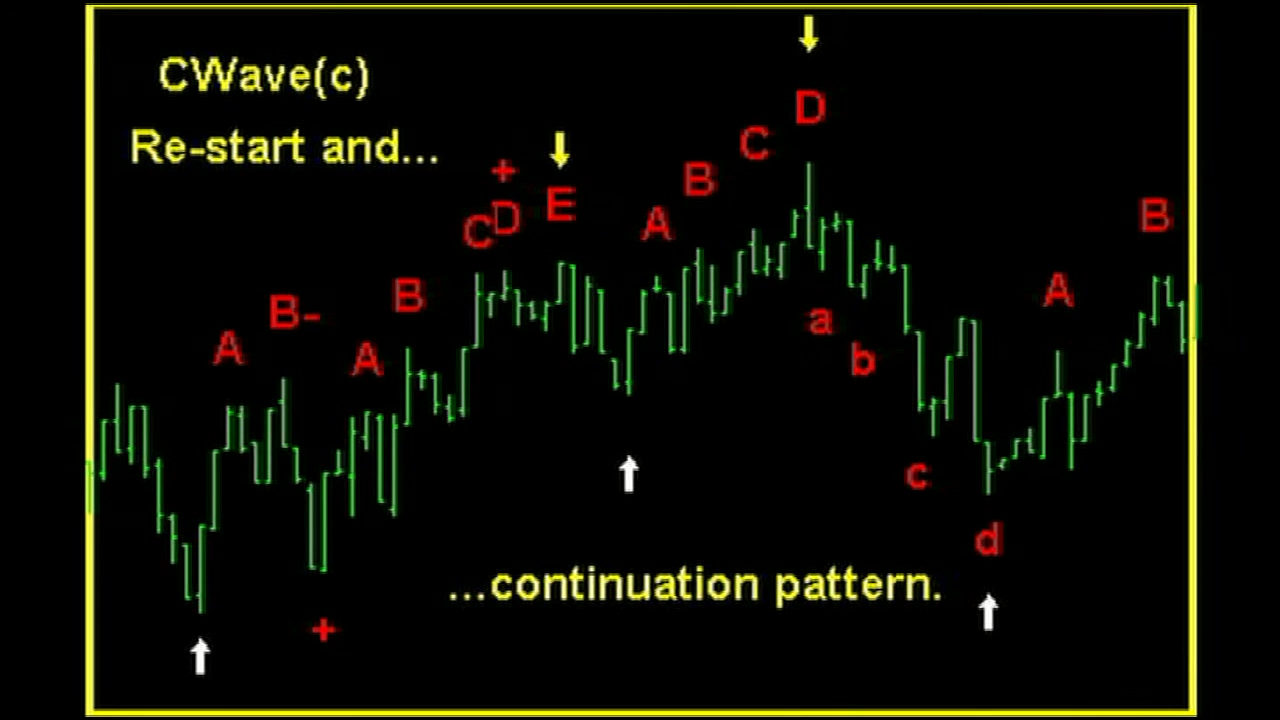 CWave(c)
Re-start and...
D
C
B
+
C D E
A
B
B-
A
B
A
A
A
a
b
c
d
...continuation pattern.
+